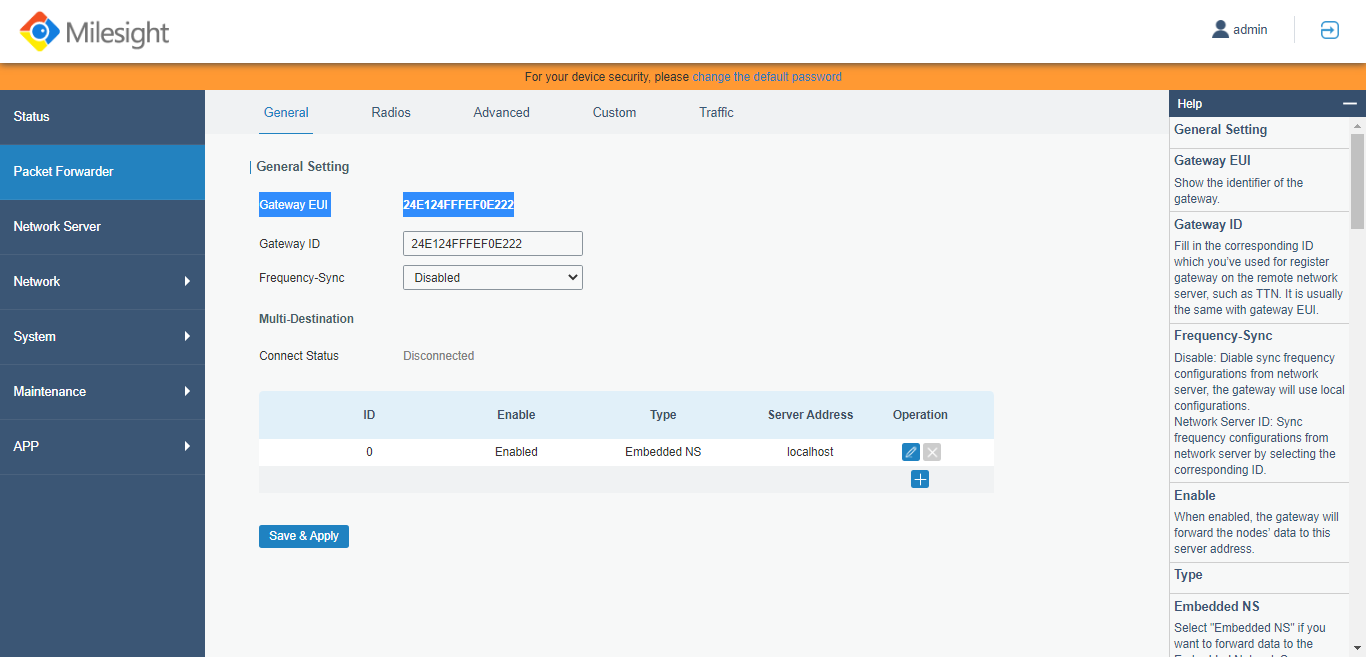 Milesight
admin
For your device security, please change the default password
Status
Packet Forwarder
Network Server
Network
System
Maintenance
APP
General Radios Advanced Custom Traffic
General Setting
Gateway EUI 24E124FFFEF0E222
Gateway ID 24E124FFFEF0E222
Frequency-Sync Disabled
Multi-Destination
Connect Status Disconnected
ID Enable Type Server Address Operation
0 Enabled Embedded NS localhost
Save & Apply
Help
General Setting
Gateway EUI
Show the identifier of the
gateway.
Gateway ID
Fill in the corresponding ID
which you've used for register
gateway on the remote network
server, such as TTN. It is usually
the same with gateway EUI.
Frequency-Sync
Disable: Diable sync frequency
configurations from network
server, the gateway will use local
configurations.
Network Server ID: Sync
frequency configurations from
network server by selecting the
corresponding ID.
Enable
When enabled, the gateway will
forward the nodes' data to this
server address.
Type
Embedded NS
Select "Embedded NS" if you
want to forward data to the